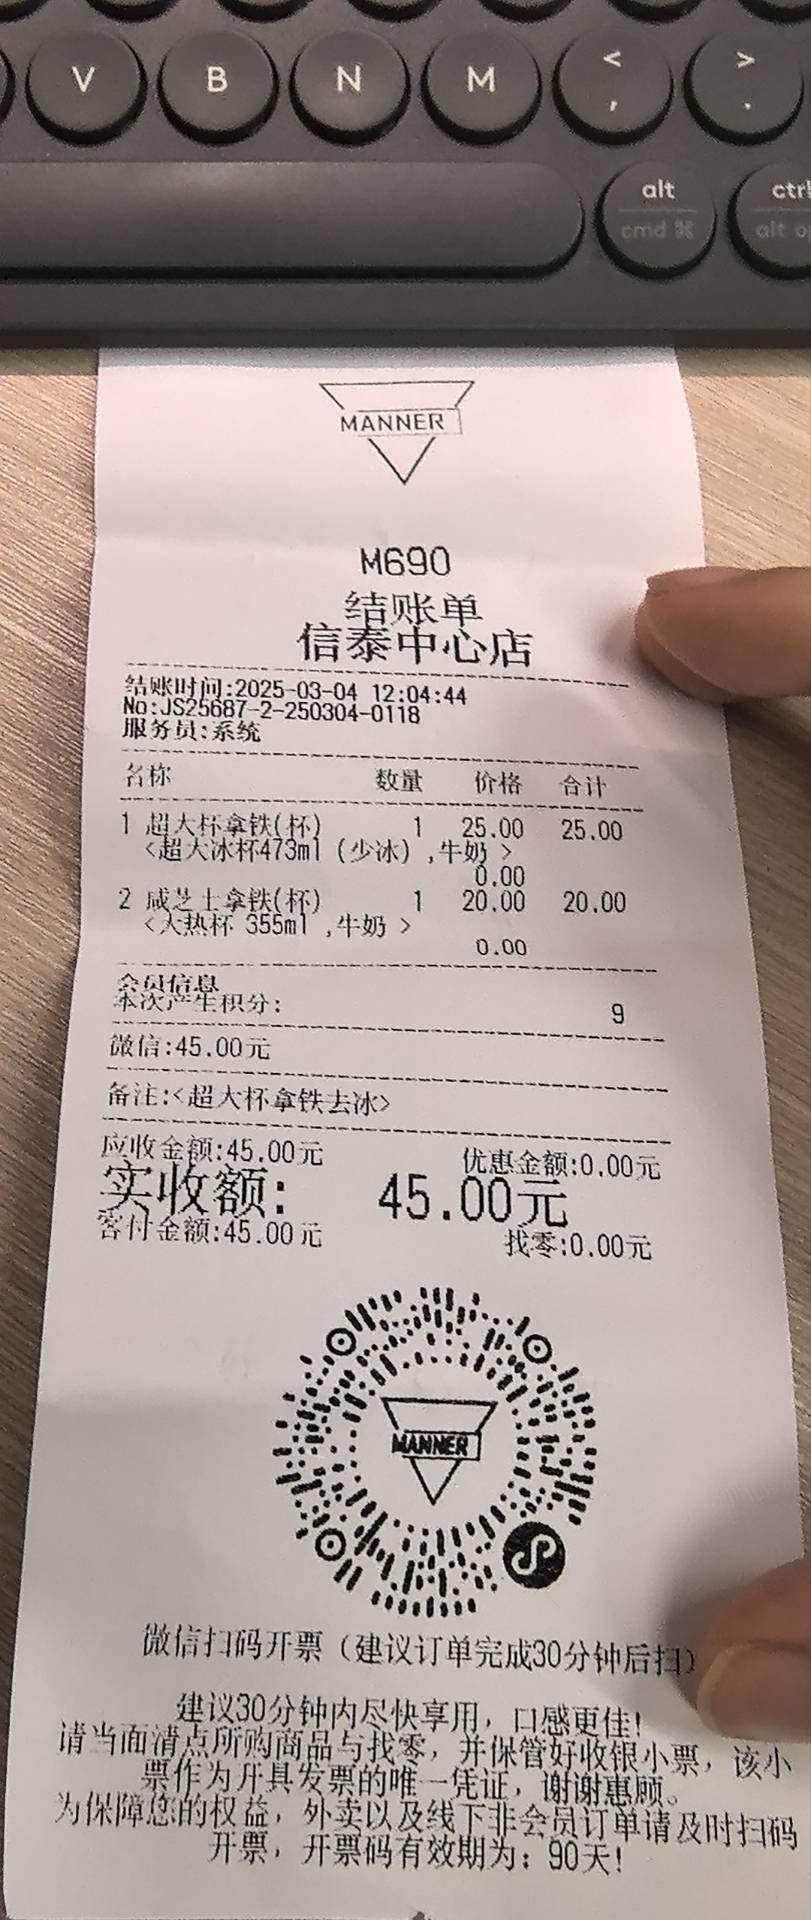 V B N M < ,  > .
alt ctrl
cmd ⌘ alt op
MANNER
M690
结账单
信泰中心店
结账时间:2025-03-04 12:04:44
No:JS25687-2-250304-0118
服务员:系统
名称 数量 价格 合计
1 超大杯拿铁(杯) 1 25.00 25.00
<超大冰杯473ml (少冰) ,牛奶 >
0.00
2 咸芝士拿铁(杯) 1 20.00 20.00
<大热杯 355ml ,牛奶 >
0.00
会员信息
本次产生积分: 9
微信:45.00元
备注:<超大杯拿铁去冰>
应收金额:45.00元 优惠金额:0.00元
实收额: 45.00元
客付金额:45.00元 找零:0.00元
MANNER
微信扫码开票（建议订单完成30分钟后扫）
建议30分钟内尽快享用，口感更佳！
请当面清点所购商品与找零，并保管好收银小票，该小
票作为开具发票的唯一凭证，谢谢惠顾。
为保障您的权益，外卖以及线下非会员订单请及时扫码
开票，开票码有效期为：90天！